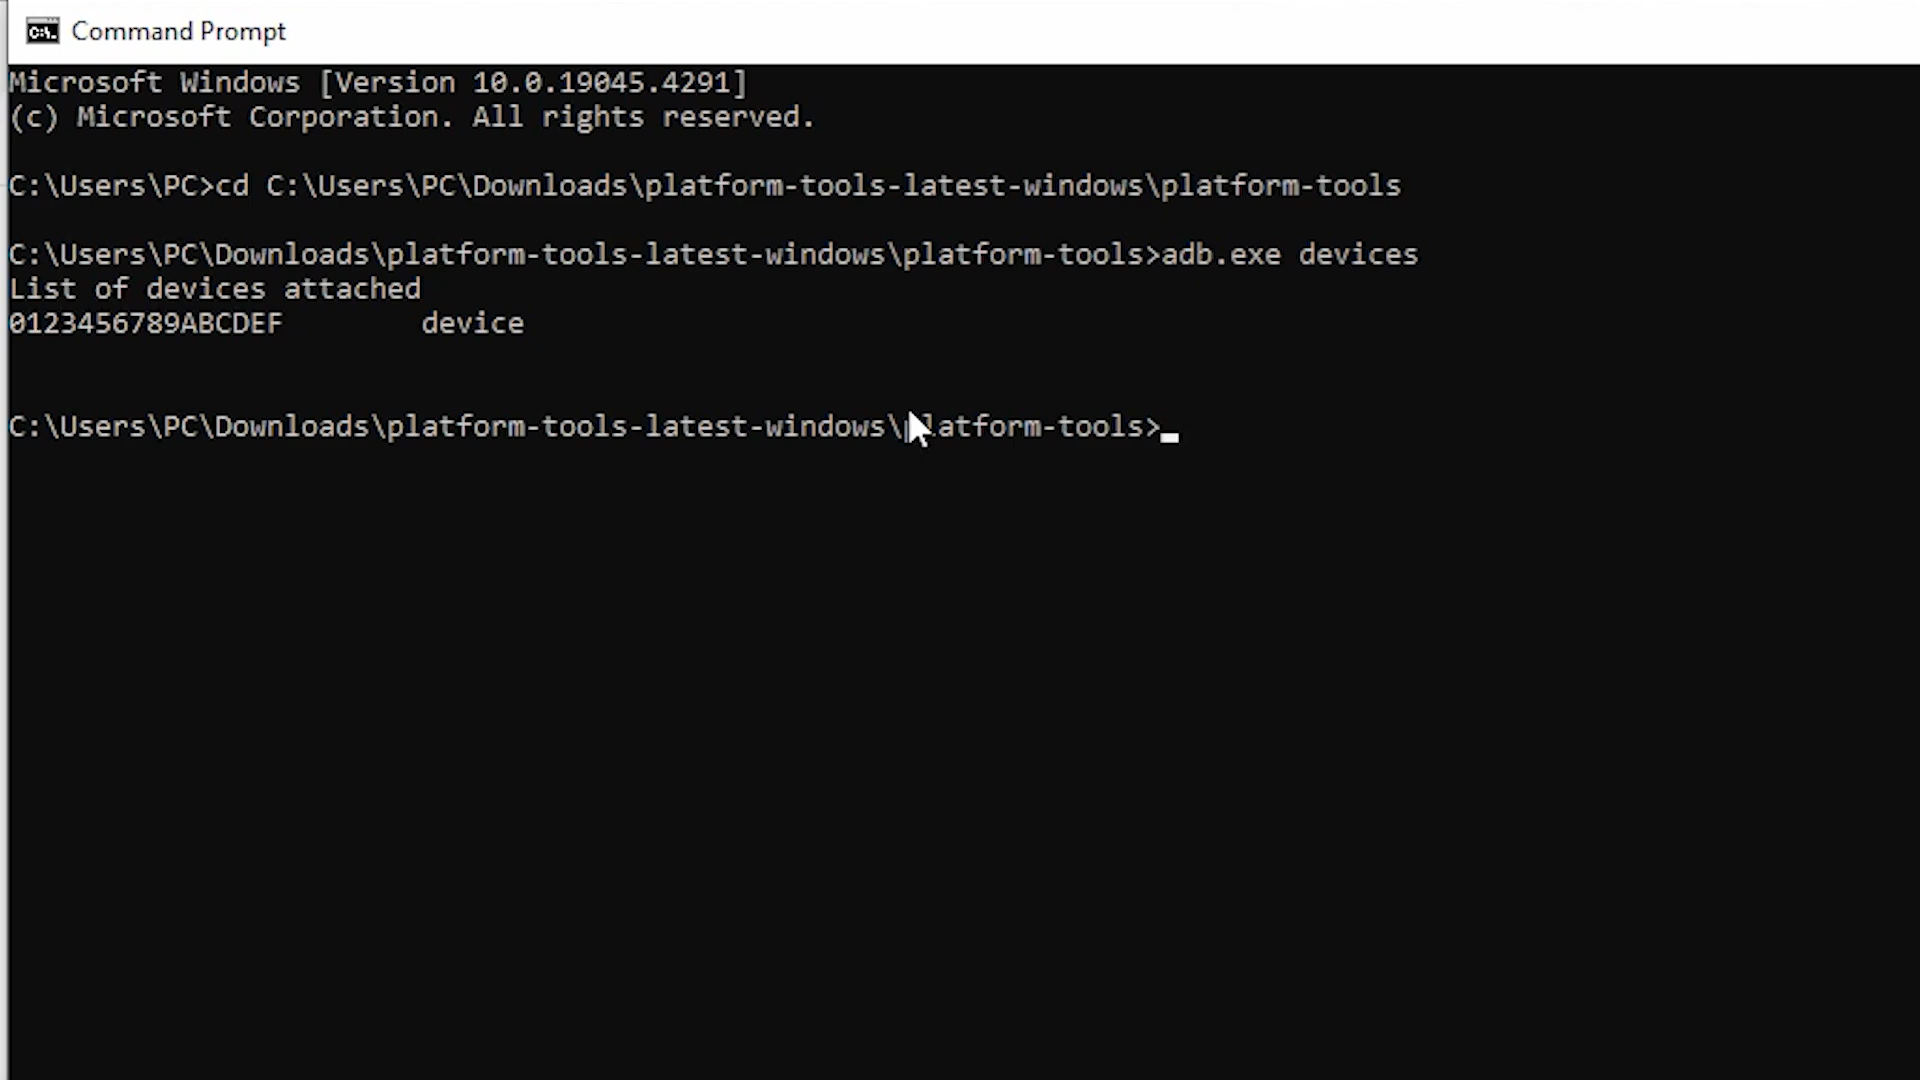 Command Prompt
Microsoft Windows [Version 10.0.19045.4291]
(c) Microsoft Corporation. All rights reserved.
C:\Users\PC>cd C:\Users\PC\Downloads\platform-tools-latest-windows\platform-tools
C:\Users\PC\Downloads\platform-tools-latest-windows\platform-tools>adb.exe devices
List of devices attached
0123456789ABCDEF        device
C:\Users\PC\Downloads\platform-tools-latest-windows\platform-tools>